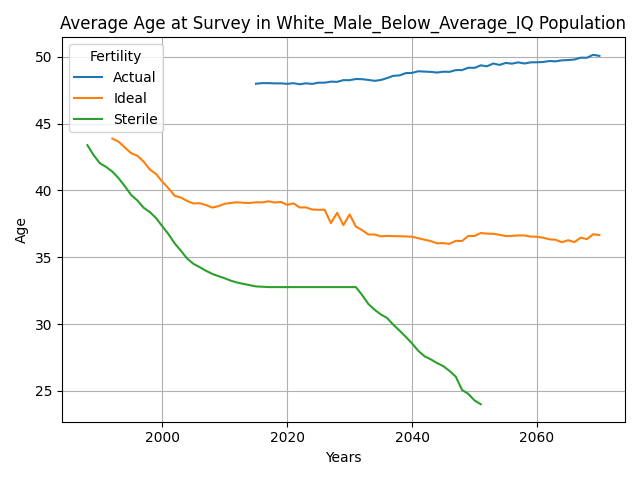 Average Age at Survey in White_Male_Below_Average_IQ Population
Fertility
Actual
Ideal
Sterile
50
45
40
35
30
25
Age
2000
2020
2040
2060
Years